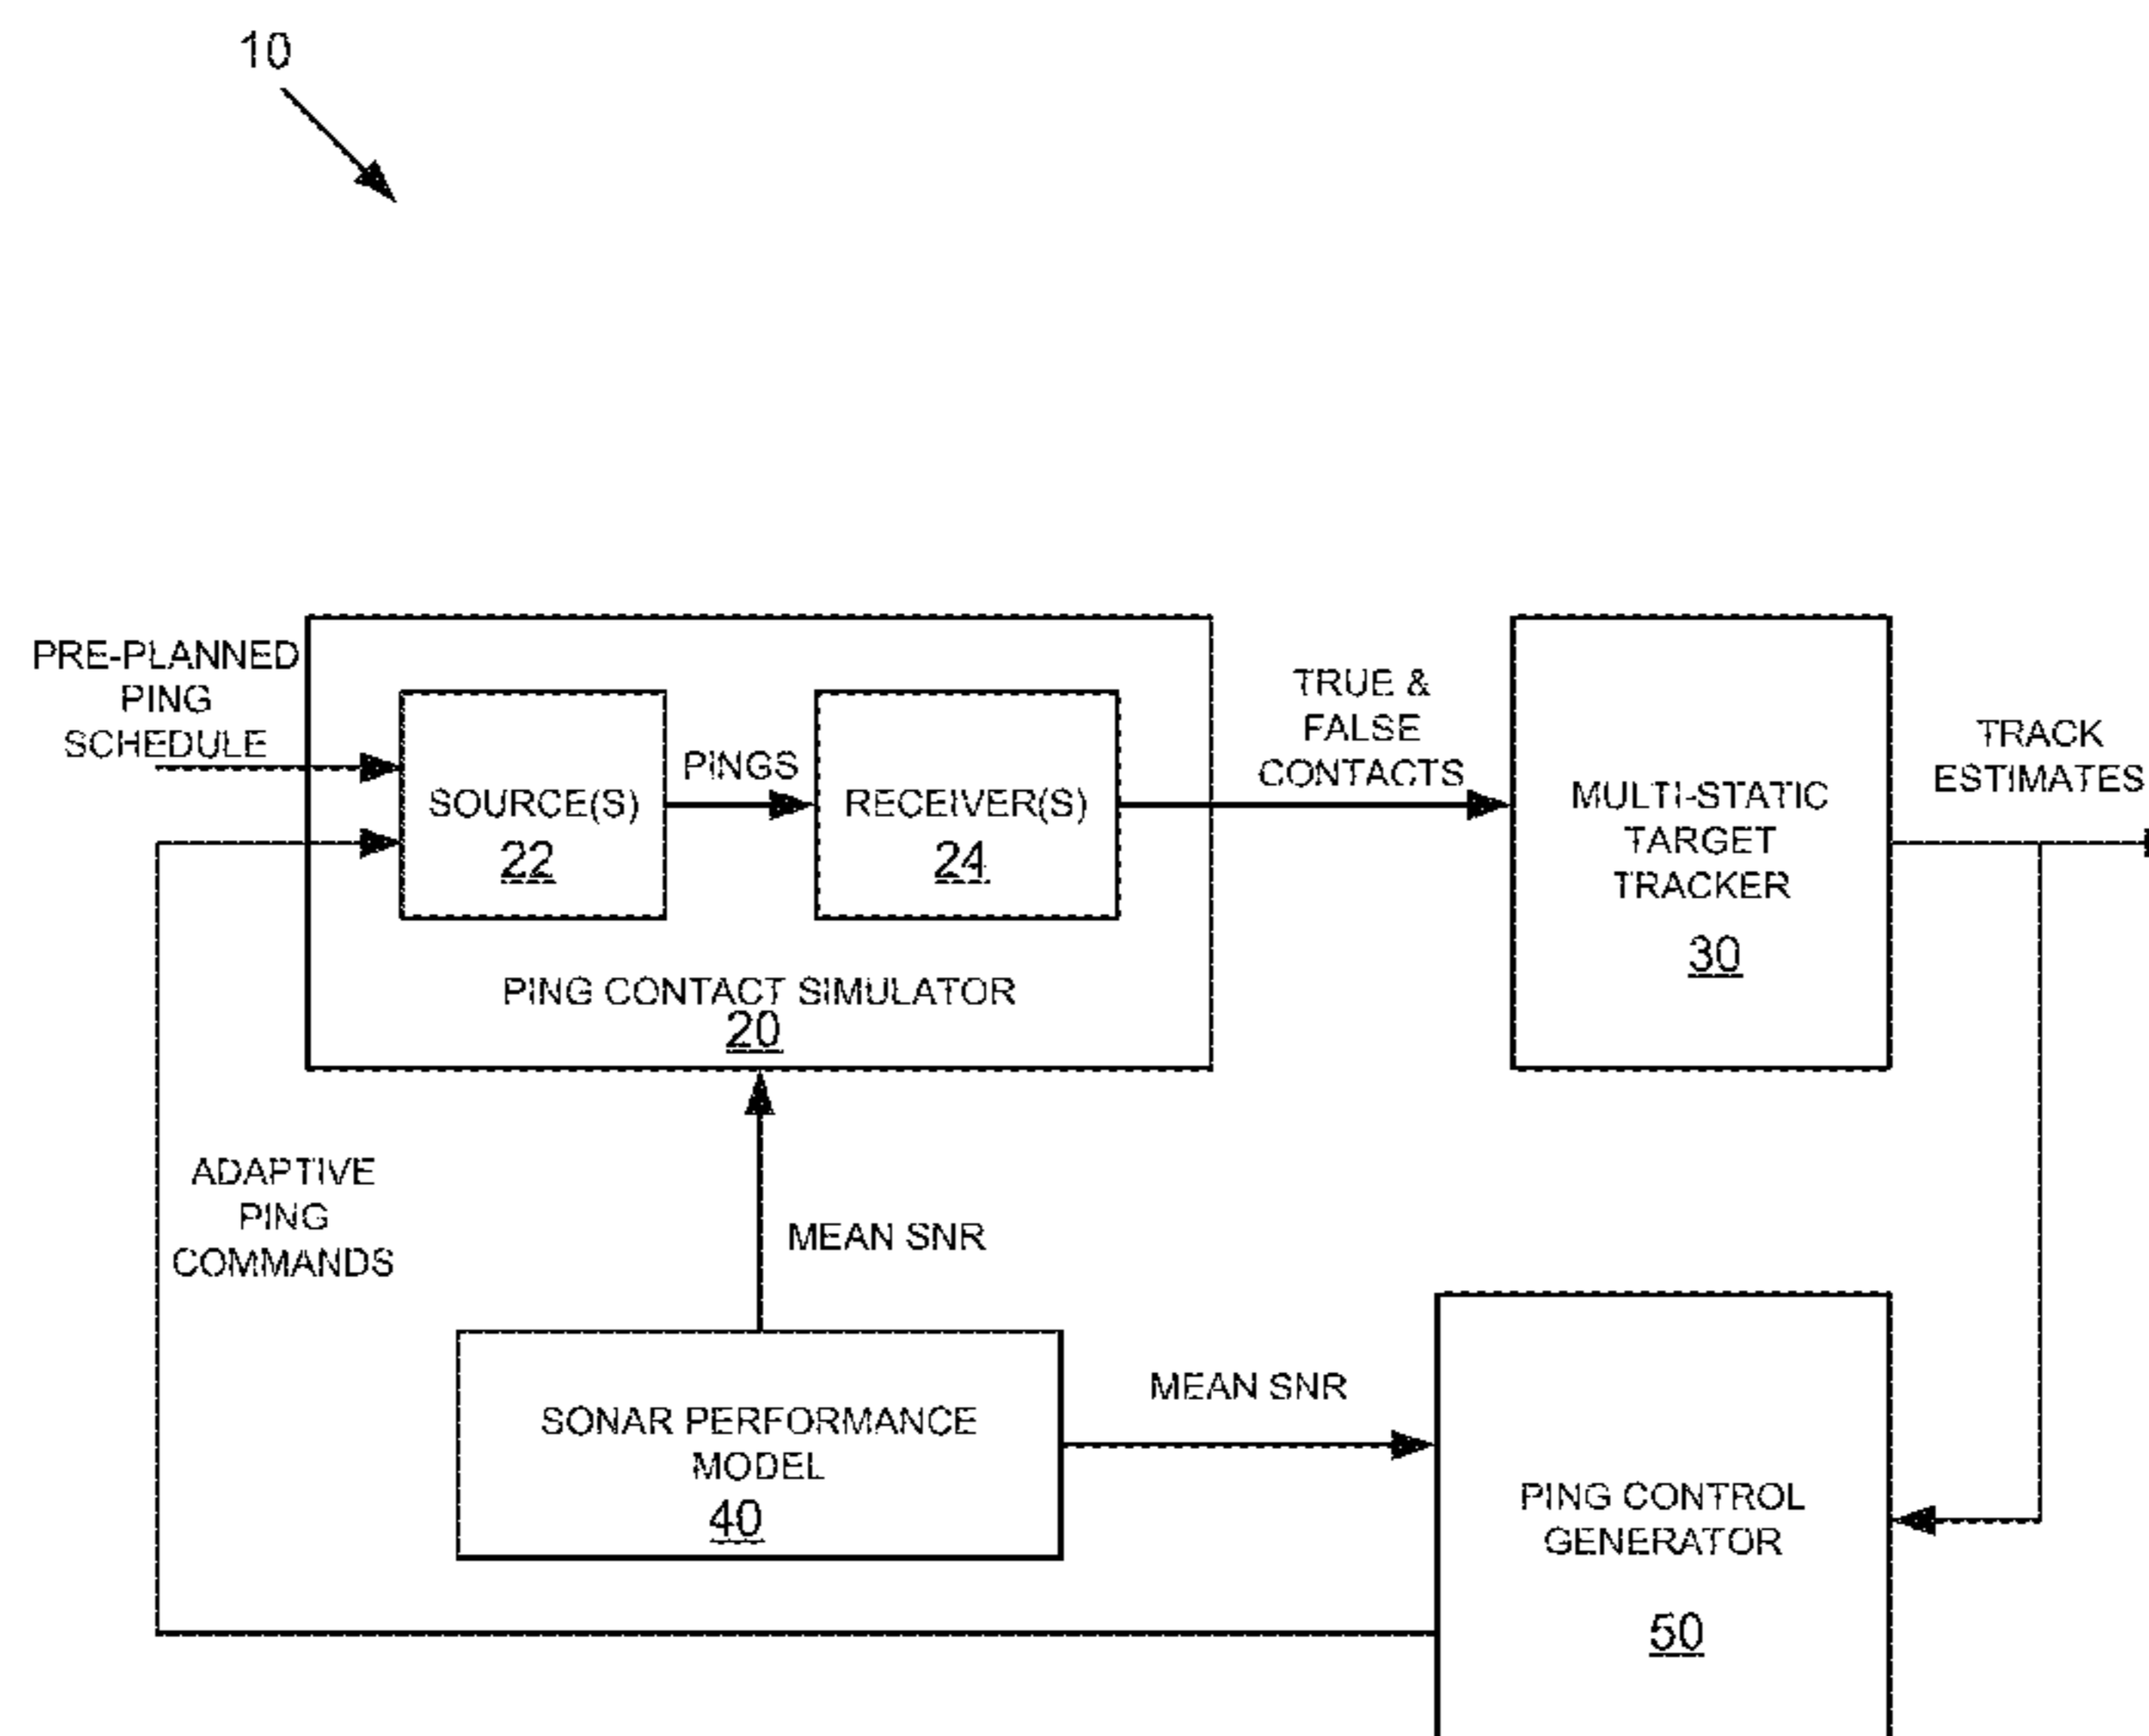 10
PRE-PLANNED
PING
SCHEDULE
SOURCE(S)
22
PINGS
RECEIVER(S)
24
PING CONTACT SIMULATOR
20
TRUE &
FALSE
CONTACTS
MULTI-STATIC
TARGET
TRACKER
30
TRACK
ESTIMATES
ADAPTIVE
PING
COMMANDS
MEAN SNR
SONAR PERFORMANCE
MODEL
40
MEAN SNR
PING CONTROL
GENERATOR
50